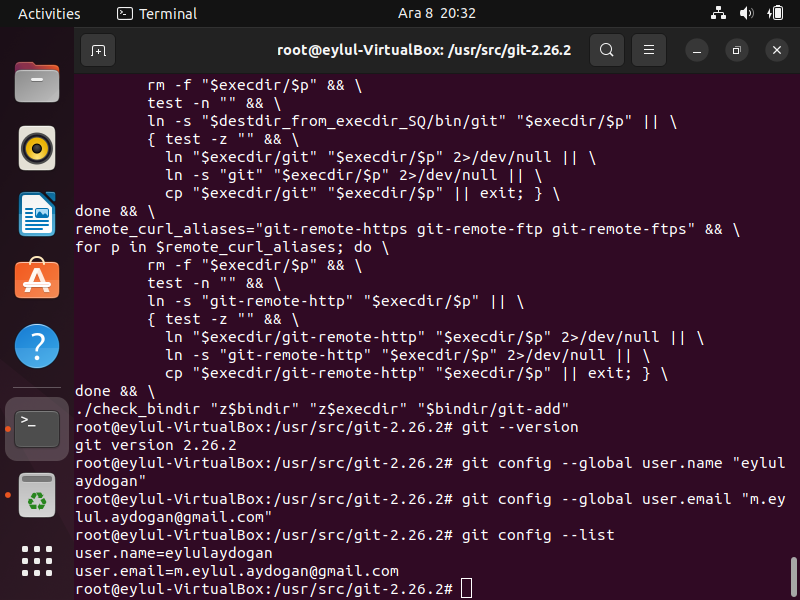 Activities
Terminal
Ara 8 20:32
root@eylul-VirtualBox: /usr/src/git-2.26.2
rm -f "$execdir/$p" && \
test -n "" && \
ln -s "$destdir_from_execdir_SQ/bin/git" "$execdir/$p" || \
{ test -z "" && \
ln "$execdir/git" "$execdir/$p" 2>/dev/null || \
ln -s "git" "$execdir/$p" 2>/dev/null || \
cp "$execdir/git" "$execdir/$p" || exit; } \
done && \
remote_curl_aliases="git-remote-https git-remote-ftp git-remote-ftps" && \
for p in $remote_curl_aliases; do \
rm -f "$execdir/$p" && \
test -n "" && \
ln -s "git-remote-http" "$execdir/$p" || \
{ test -z "" && \
ln "$execdir/git-remote-http" "$execdir/$p" 2>/dev/null || \
ln -s "git-remote-http" "$execdir/$p" 2>/dev/null || \
cp "$execdir/git-remote-http" "$execdir/$p" || exit; } \
done && \
./check_bindir "z$bindir" "z$execdir" "$bindir/git-add"
root@eylul-VirtualBox:/usr/src/git-2.26.2# git --version
git version 2.26.2
root@eylul-VirtualBox:/usr/src/git-2.26.2# git config --global user.name "eylul
aydogan"
root@eylul-VirtualBox:/usr/src/git-2.26.2# git config --global user.email "m.ey
lul.aydogan@gmail.com"
root@eylul-VirtualBox:/usr/src/git-2.26.2# git config --list
user.name=eylulaydogan
user.email=m.eylul.aydogan@gmail.com
root@eylul-VirtualBox:/usr/src/git-2.26.2#